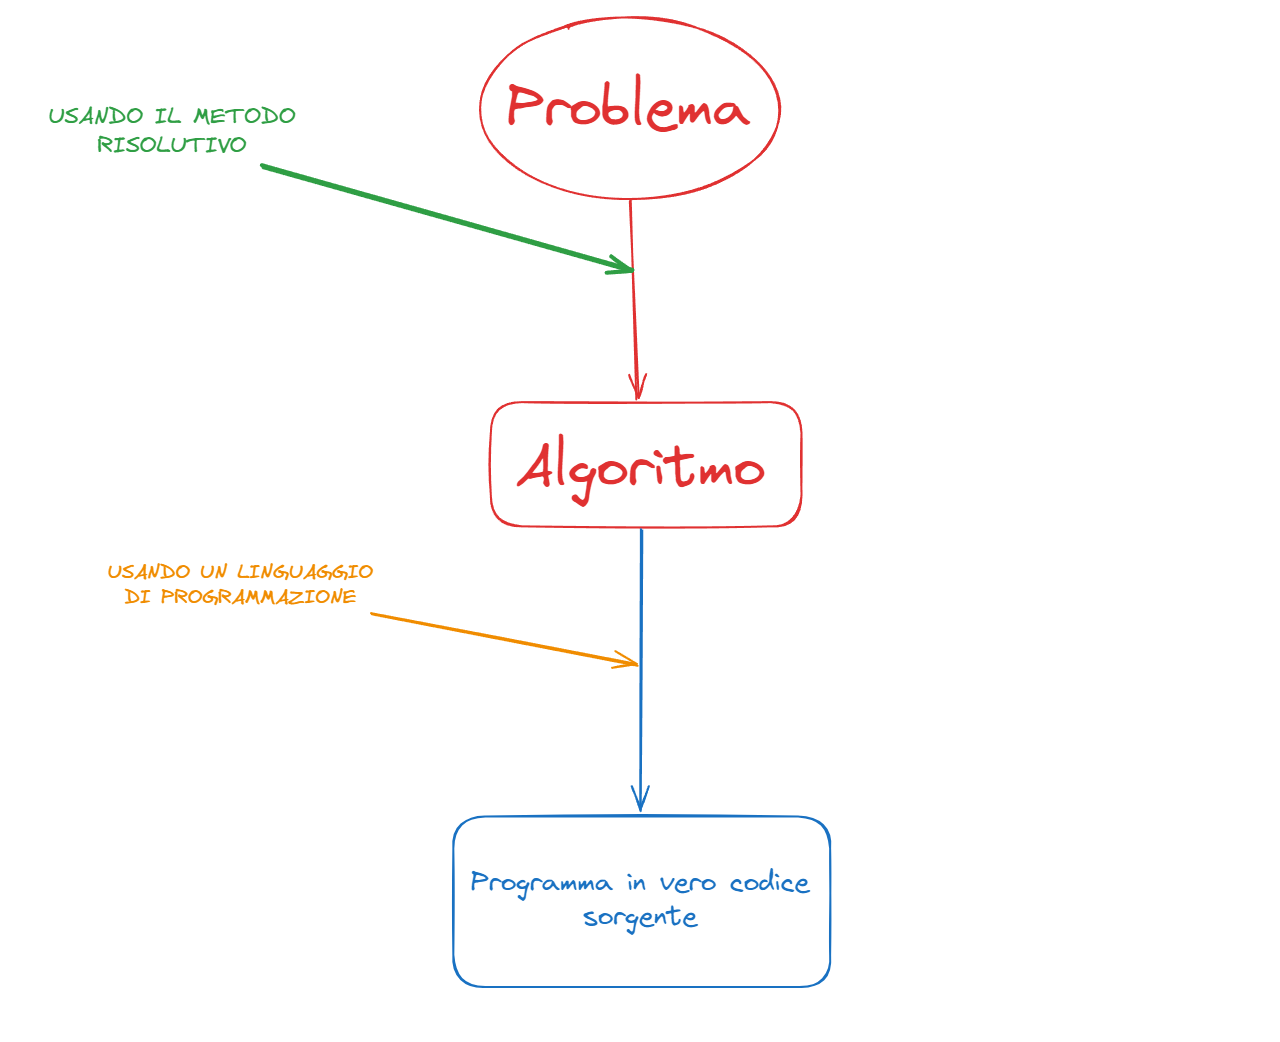 Problema
USANDO IL METODO
RISOLUTIVO
Algoritmo
USANDO UN LINGUAGGIO
DI PROGRAMMAZIONE
Programma in vero codice
sorgente